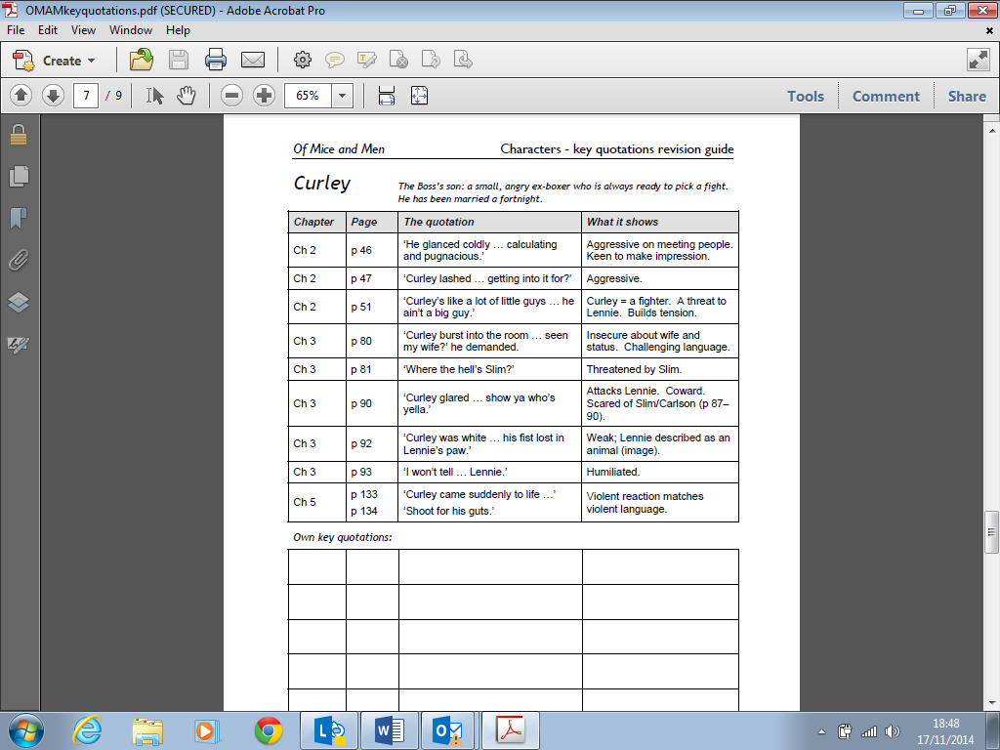 OMAMkeyquotations.pdf (SECURED) - Adobe Acrobat Pro
File Edit View Window Help
Create
7 / 9 65% Tools Comment Share
Of Mice and Men Characters - key quotations revision guide
Curley The Boss's son: a small, angry ex-boxer who is always ready to pick a fight.
He has been married a fortnight.
Chapter Page The quotation What it shows
Ch 2 p 46 ‘He glanced coldly … calculating
and pugnacious.’
Aggressive on meeting people.
Keen to make impression.
Ch 2 p 47 ‘Curley lashed … getting into it for?’ Aggressive.
Ch 2 p 51 ‘Curley’s like a lot of little guys … he
ain’t a big guy.’
Curley = a fighter. A threat to
Lennie. Builds tension.
Ch 3 p 80 ‘Curley burst into the room … seen
my wife?’ he demanded.
Insecure about wife and
status. Challenging language.
Ch 3 p 81 ‘Where the hell’s Slim?’ Threatened by Slim.
Ch 3 p 90 ‘Curley glared … show ya who’s
yella.’
Attacks Lennie. Coward.
Scared of Slim/Carlson (p 87–
90).
Ch 3 p 92 ‘Curley was white … his fist lost in
Lennie’s paw.’
Weak; Lennie described as an
animal (image).
Ch 3 p 93 ‘I won’t tell … Lennie.’ Humiliated.
Ch 5 p 133 ‘Curley came suddenly to life …’
p 134 ‘Shoot for his guts.’
Violent reaction matches
violent language.
Own key quotations:
18:48
17/11/2014